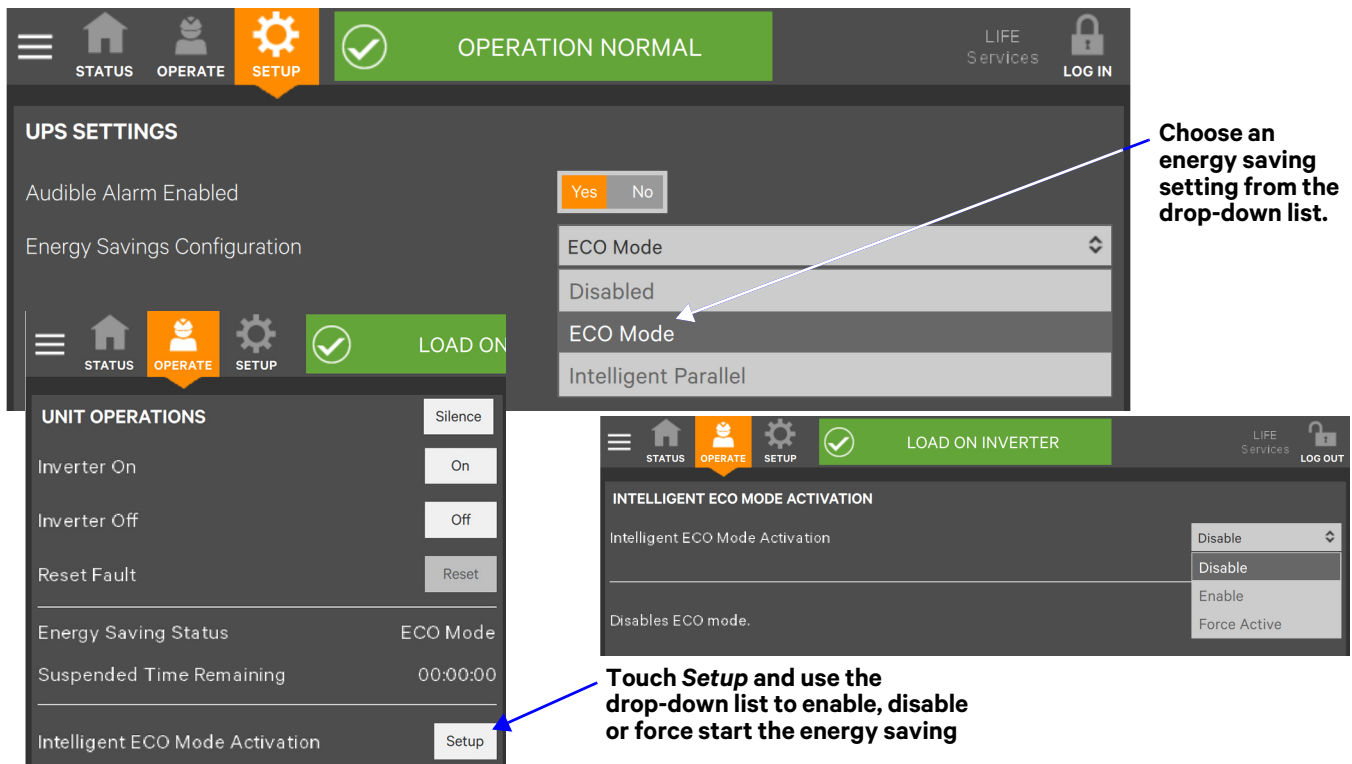 STATUS
OPERATE
SETUP
OPERATION NORMAL
LIFE
Services
LOG IN
UPS SETTINGS
Audible Alarm Enabled
Yes No
Energy Savings Configuration
ECO Mode
Disabled
ECO Mode
Intelligent Parallel
Choose an
energy saving
setting from the
drop-down list.
STATUS
OPERATE
SETUP
LOAD ON
UNIT OPERATIONS
Silence
Inverter On
On
Inverter Off
Off
Reset Fault
Reset
Energy Saving Status
ECO Mode
Suspended Time Remaining
00:00:00
Intelligent ECO Mode Activation
Setup
STATUS
OPERATE
SETUP
LOAD ON INVERTER
LIFE
Services
LOG OUT
INTELLIGENT ECO MODE ACTIVATION
Intelligent ECO Mode Activation
Disable
Disable
Enable
Force Active
Disables ECO mode.
Touch Setup and use the
drop-down list to enable, disable
or force start the energy saving